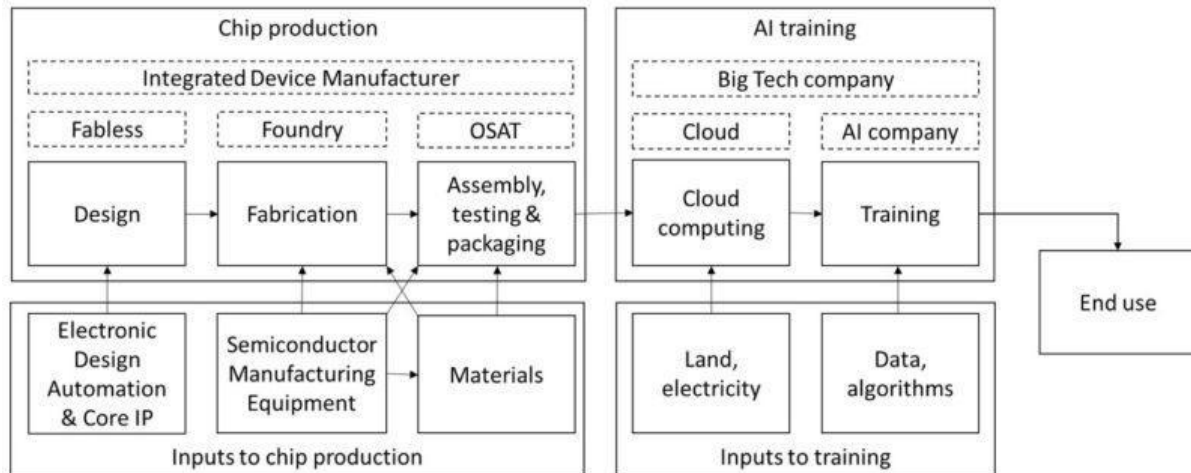 Chip production
Integrated Device Manufacturer
Fabless
Foundry
OSAT
Design
Fabrication
Assembly,
testing &
packaging
AI training
Big Tech company
Cloud
AI company
Cloud
computing
Training
End use
Electronic
Design
Automation
& Core IP
Semiconductor
Manufacturing
Equipment
Materials
Inputs to chip production
Land,
electricity
Data,
algorithms
Inputs to training